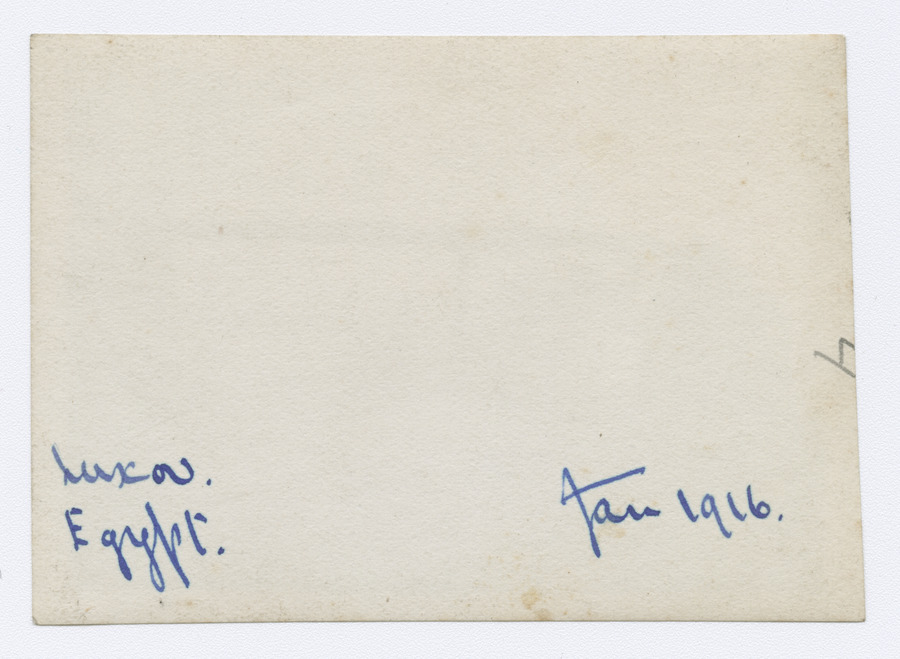 Luxor.
Egypt.
Jan 1916.